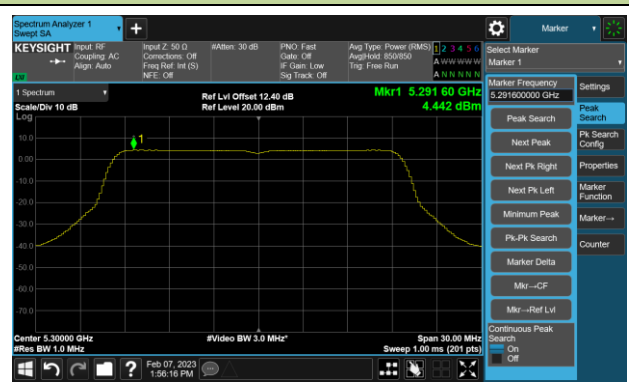 Spectrum Analyzer 1
Swept SA
Marker
KEYSIGHT
Input: RF
Coupling: AC
Align: Auto
Input Z: 50 Ω
Corrections: Off
Freq Ref: Int (S)
NFE: Off
#Atten: 30 dB
PNO: Fast
Gate: Off
IF Gain: Low
Sig Track: Off
Avg Type: Power (RMS)
Avg|Hold: 850/850
Trig: Free Run
1 2 3 4 5 6
A W W W W W
A N N N N N
Select Marker
Marker 1
LW
1 Spectrum
Scale/Div 10 dB
Log
Ref Lvl Offset 12.40 dB
Ref Level 20.00 dBm
Mkr1 5.291 60 GHz
4.442 dBm
1
10.0
0.00
-10.0
-20.0
-30.0
-40.0
-50.0
-60.0
-70.0
Center 5.30000 GHz
#Res BW 1.0 MHz
#Video BW 3.0 MHz*
Span 30.00 MHz
Sweep 1.00 ms (201 pts)
Marker Frequency
5.291600000 GHz
Peak Search
Next Peak
Next Pk Right
Next Pk Left
Minimum Peak
Pk-Pk Search
Marker Delta
Mkr→CF
Mkr→Ref Lvl
Continuous Peak
Search
On
Off
Settings
Peak
Search
Pk Search
Config
Properties
Marker
Function
Marker→
Counter
?
Feb 07, 2023
1:56:16 PM